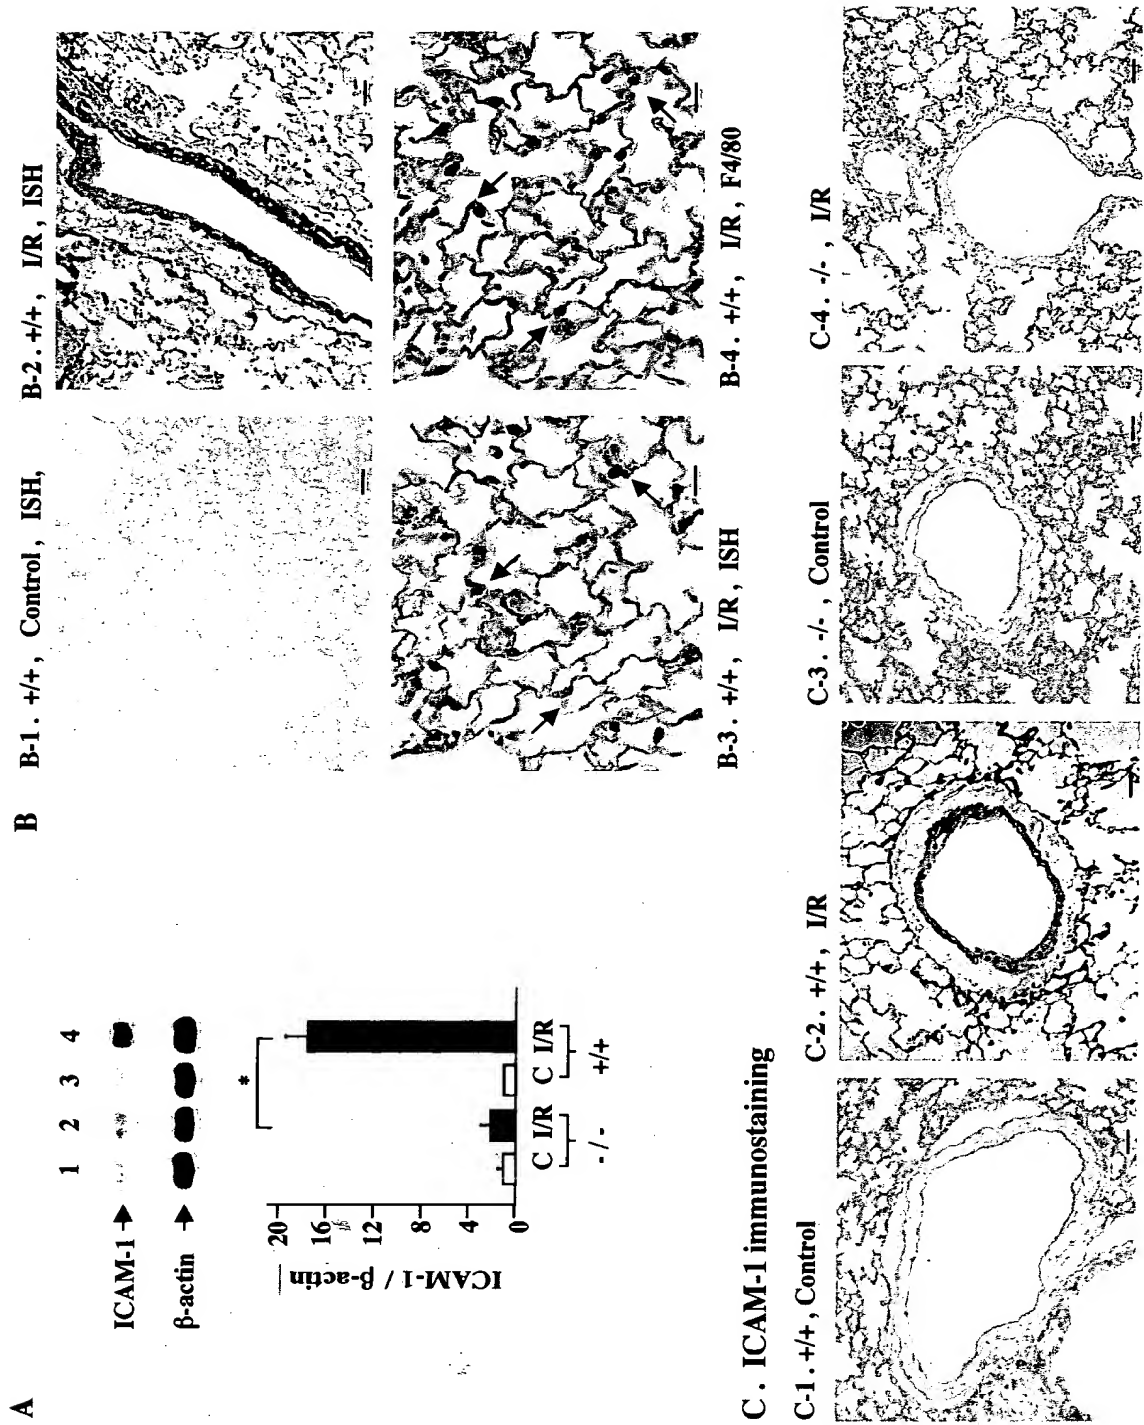 A
1 2 3 4
ICAM-1
β-actin
*
ICAM-1 / β-actin
20
16
12
8
4
0
C I/R C I/R
-/- +/+
B
B-1. +/+, Control, ISH,
B-2. +/+, I/R, ISH
B-3. +/+, I/R, ISH
B-4. +/+, I/R, F4/80
C. ICAM-1 immunostaining
C-1. +/+, Control
C-2. +/+, I/R
C-3. -/-, Control
C-4. -/-, I/R